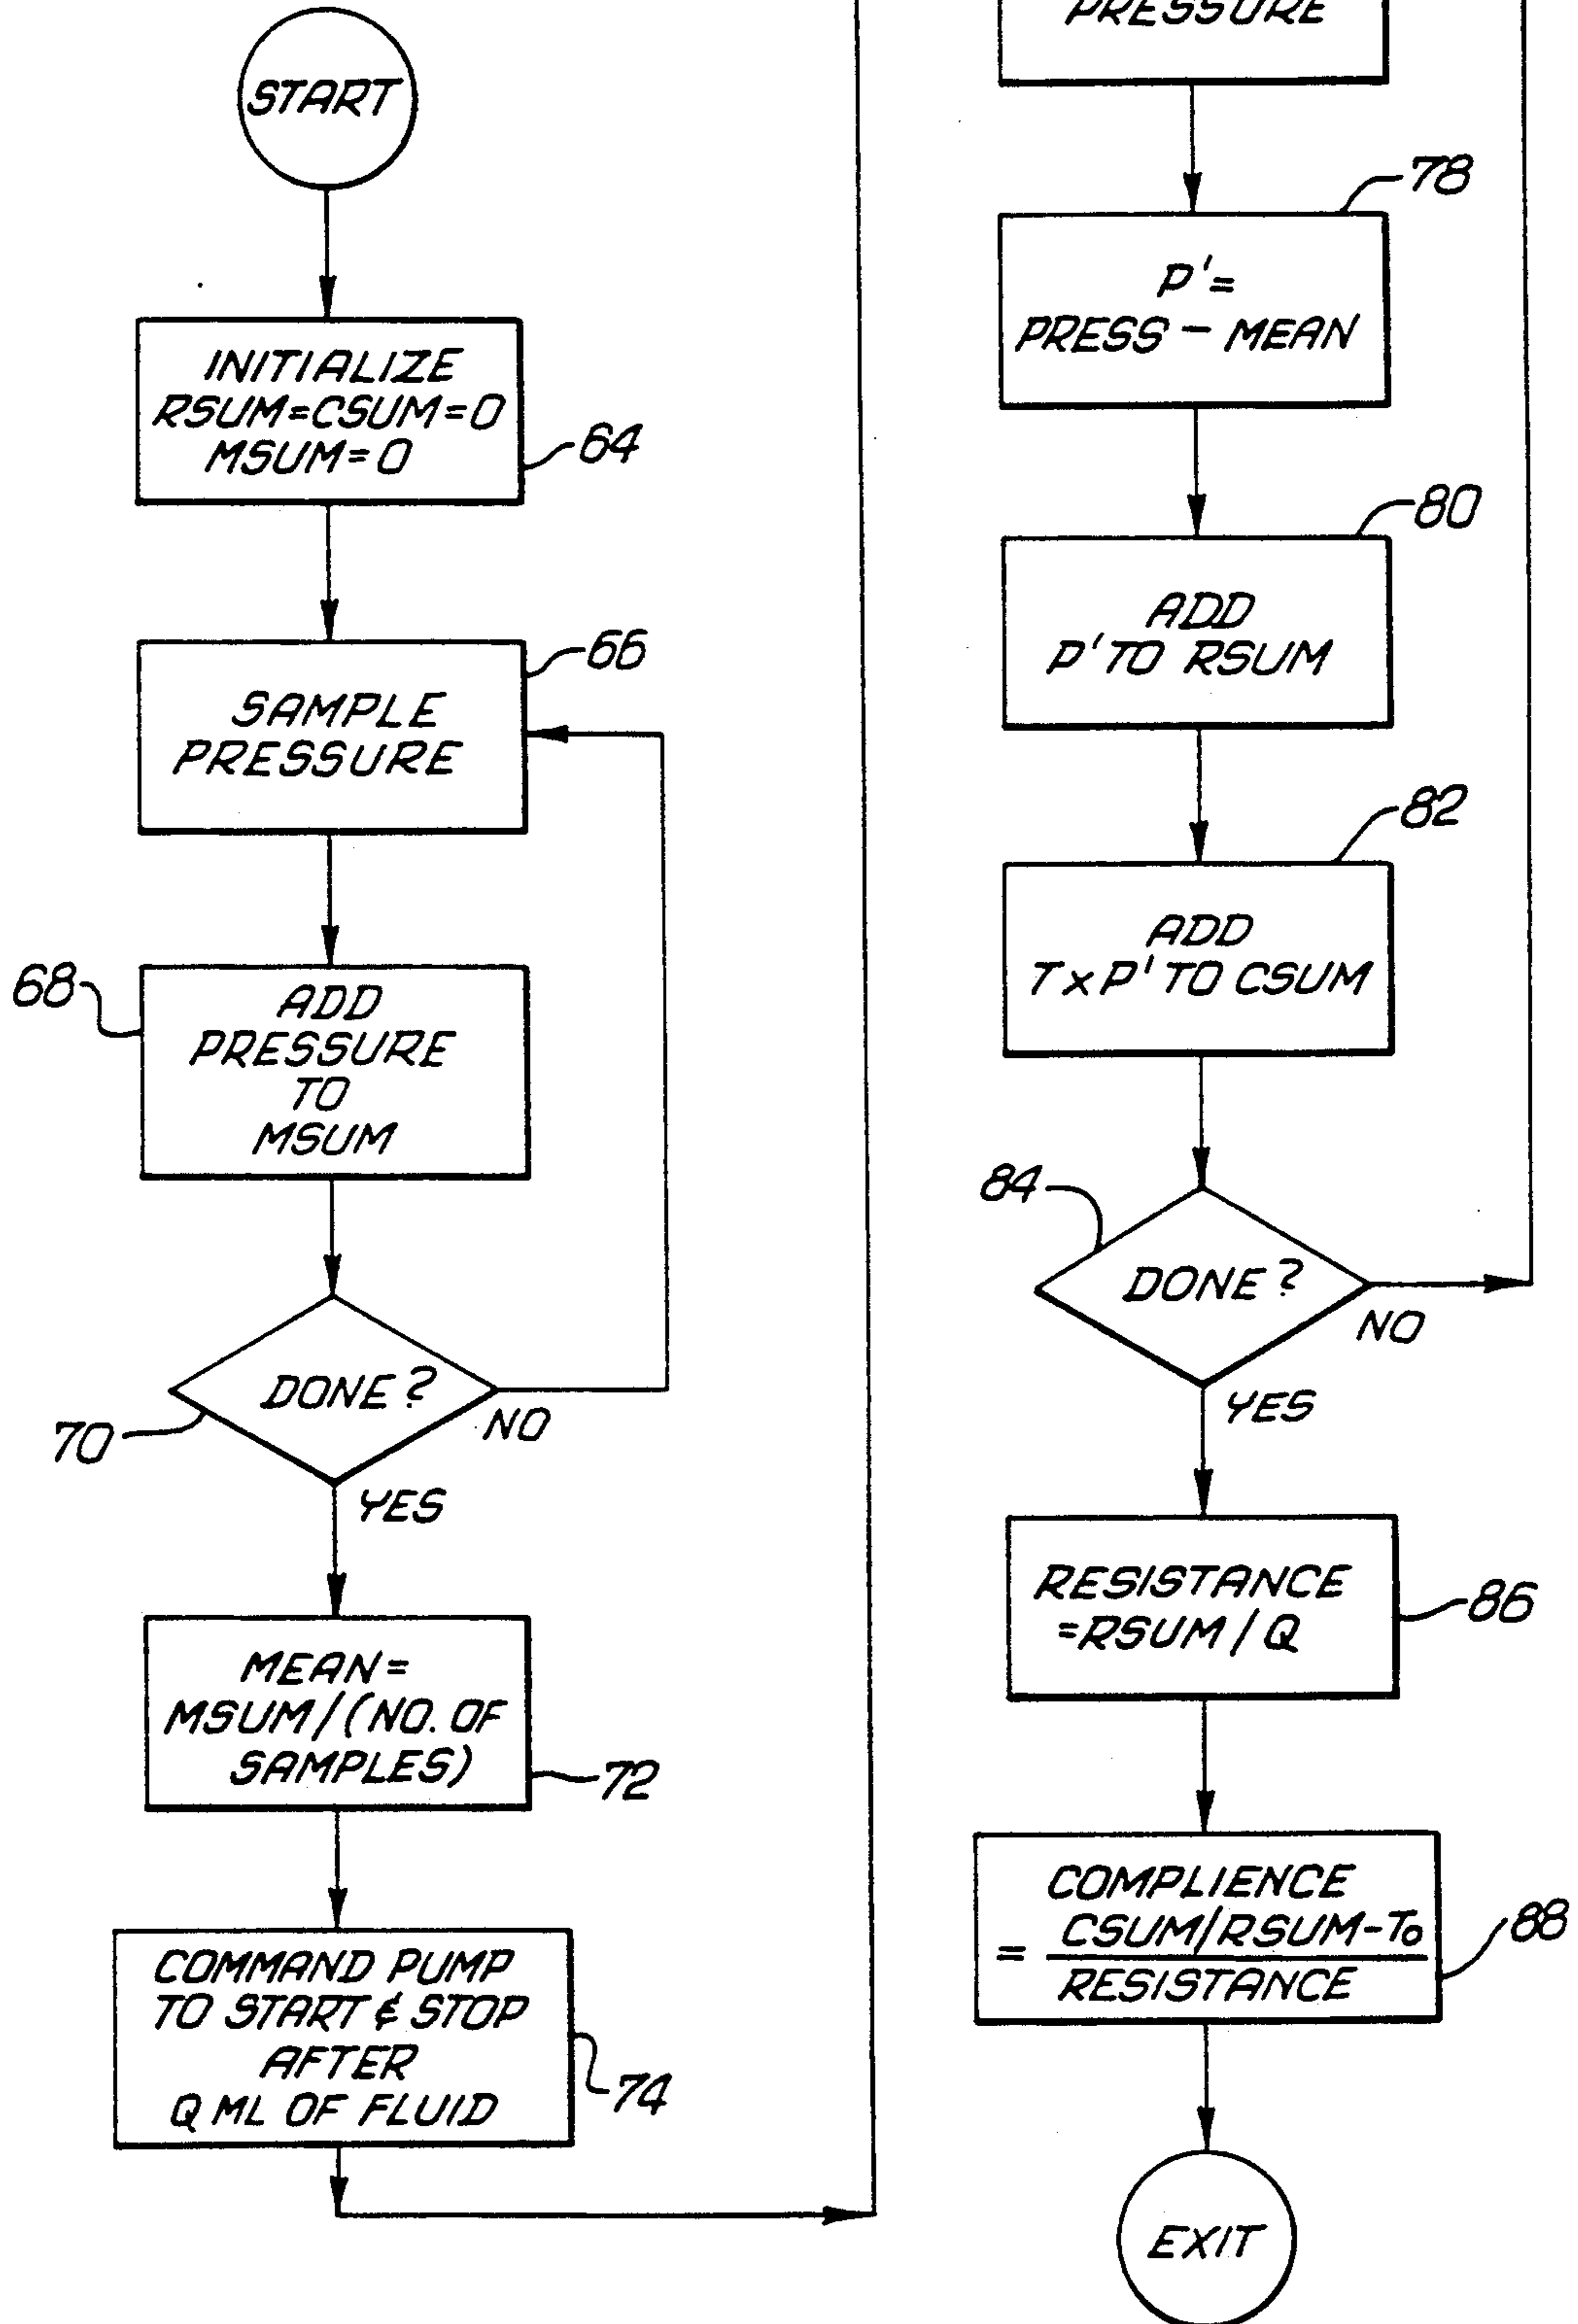 START
INITIALIZE
RSUM=CSUM=0
MSUM=0
64
SAMPLE
PRESSURE
66
68
ADD
PRESSURE
TO
MSUM
DONE?
NO
70
YES
MEAN=
MSUM/(NO. OF
SAMPLES)
72
COMMAND PUMP
TO START & STOP
AFTER
Q ML OF FLUID
74
PRESSURE
78
P'=
PRESS - MEAN
80
ADD
P' TO RSUM
82
ADD
T x P' TO CSUM
84
DONE?
NO
YES
RESISTANCE
=RSUM/Q
86
COMPLIENCE
= CSUM/RSUM-To
RESISTANCE
88
EXIT